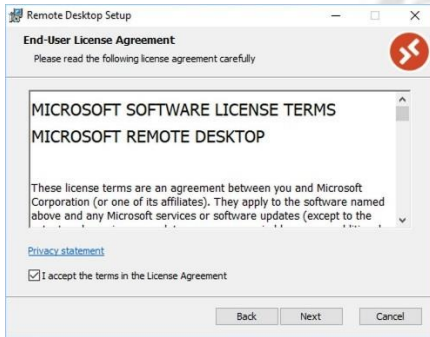 Remote Desktop Setup
End-User License Agreement
Please read the following license agreement carefully
MICROSOFT SOFTWARE LICENSE TERMS
MICROSOFT REMOTE DESKTOP
These license terms are an agreement between you and Microsoft
Corporation (or one of its affiliates). They apply to the software named
above and any Microsoft services or software updates (except to the
Privacy statement
I accept the terms in the License Agreement
Back Next Cancel